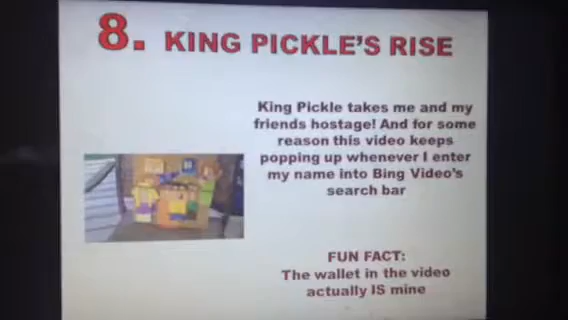 8. KING PICKLE'S RISE
King Pickle takes me and my
friends hostage! And for some
reason this video keeps
popping up whenever I enter
my name into Bing Video's
search bar
FUN FACT:
The wallet in the video
actually IS mine